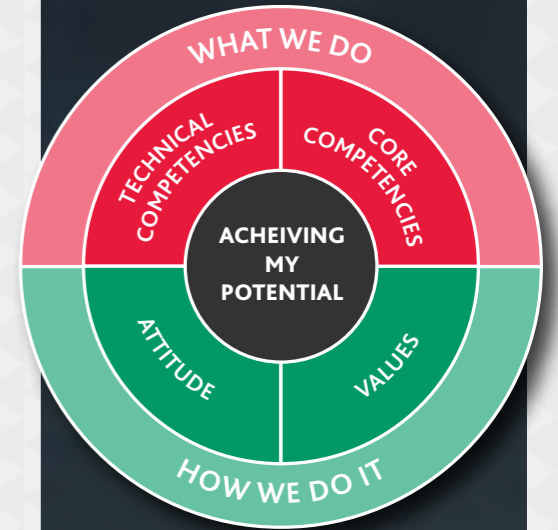 WHAT WE DO
TECHNICAL
COMPETENCIES
CORE
COMPETENCIES
ACHEIVING
MY
POTENTIAL
ATTITUDE
VALUES
HOW WE DO IT